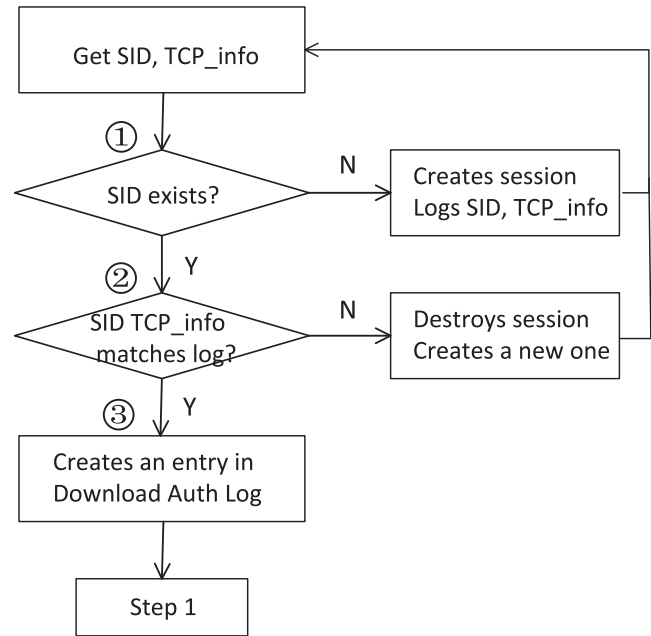 Get SID, TCP_info
①
SID exists?
N
Creates session
Logs SID, TCP_info
Y
②
SID TCP_info
matches log?
N
Destroys session
Creates a new one
Y
③
Creates an entry in
Download Auth Log
Step 1